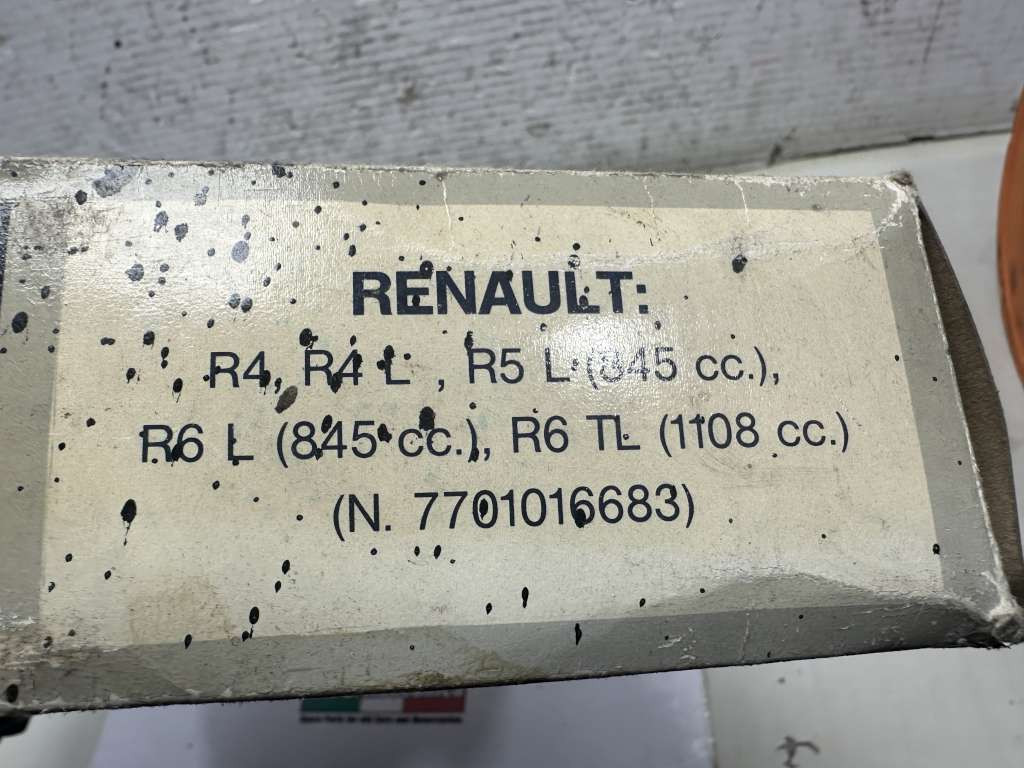 RENAULT:
R4, R4 L, R5 L (845 cc.),
R6 L (845 cc.), R6 TL (1108 cc.)
(N. 7701016683)